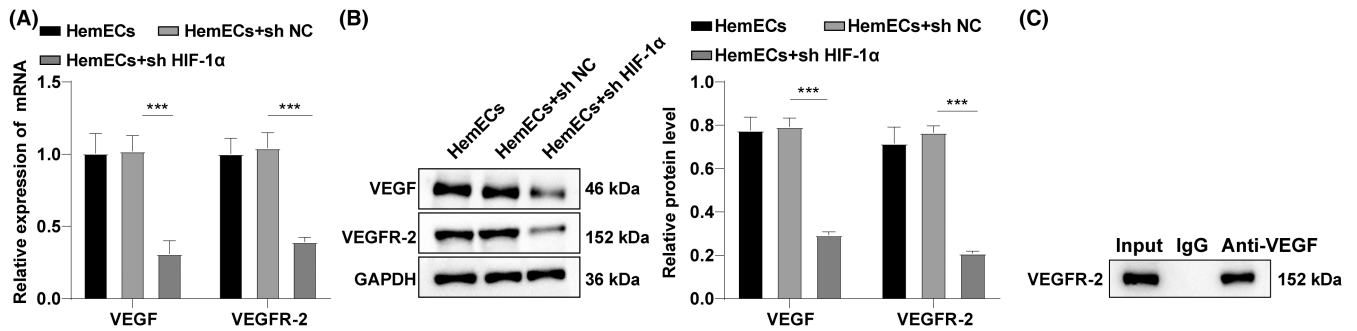 (A)
HemECs
HemECs+sh NC
HemECs+sh HIF-1α
Relative expression of mRNA
1.5
1.0
0.5
0.0
***
***
VEGF
VEGFR-2
(B)
HemECs
HemECs+sh NC
HemECs+sh HIF-1α
VEGF
46 kDa
VEGFR-2
152 kDa
GAPDH
36 kDa
HemECs
HemECs+sh NC
HemECs+sh HIF-1α
Relative protein level
1.0
0.8
0.6
0.4
0.2
0.0
***
***
VEGF
VEGFR-2
(C)
Input IgG Anti-VEGF
VEGFR-2
152 kDa